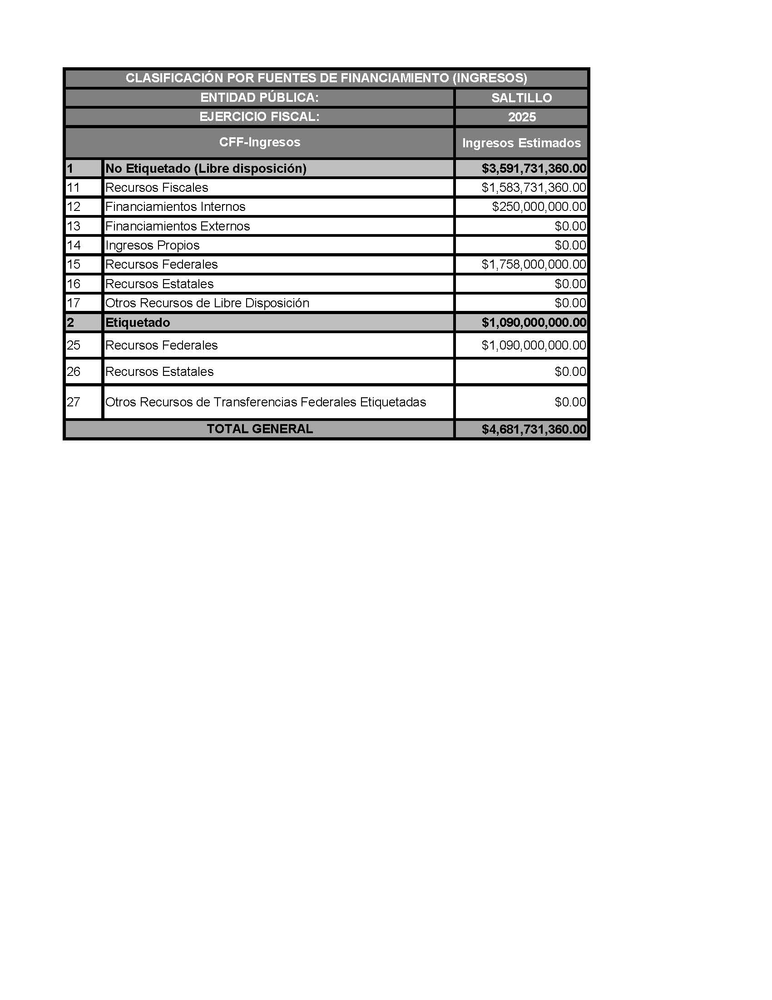 CLASIFICACIÓN POR FUENTES DE FINANCIAMIENTO (INGRESOS)
ENTIDAD PÚBLICA: SALTILLO
EJERCICIO FISCAL: 2025
CFF-Ingresos Ingresos Estimados
1 No Etiquetado (Libre disposición) $3,591,731,360.00
11 Recursos Fiscales $1,583,731,360.00
12 Financiamientos Internos $250,000,000.00
13 Financiamientos Externos $0.00
14 Ingresos Propios $0.00
15 Recursos Federales $1,758,000,000.00
16 Recursos Estatales $0.00
17 Otros Recursos de Libre Disposición $0.00
2 Etiquetado $1,090,000,000.00
25 Recursos Federales $1,090,000,000.00
26 Recursos Estatales $0.00
27 Otros Recursos de Transferencias Federales Etiquetadas $0.00
TOTAL GENERAL $4,681,731,360.00